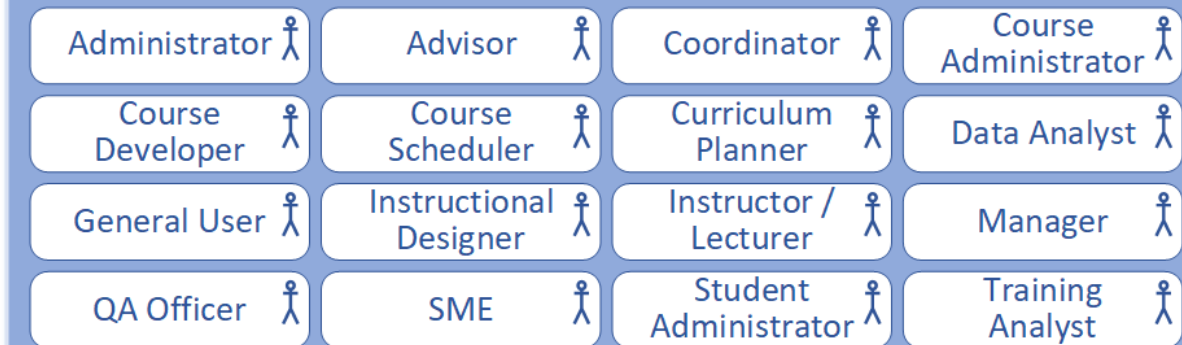 Administrator
Advisor
Coordinator
Course
Administrator
Course
Developer
Course
Scheduler
Curriculum
Planner
Data Analyst
General User
Instructional
Designer
Instructor /
Lecturer
Manager
QA Officer
SME
Student
Administrator
Training
Analyst